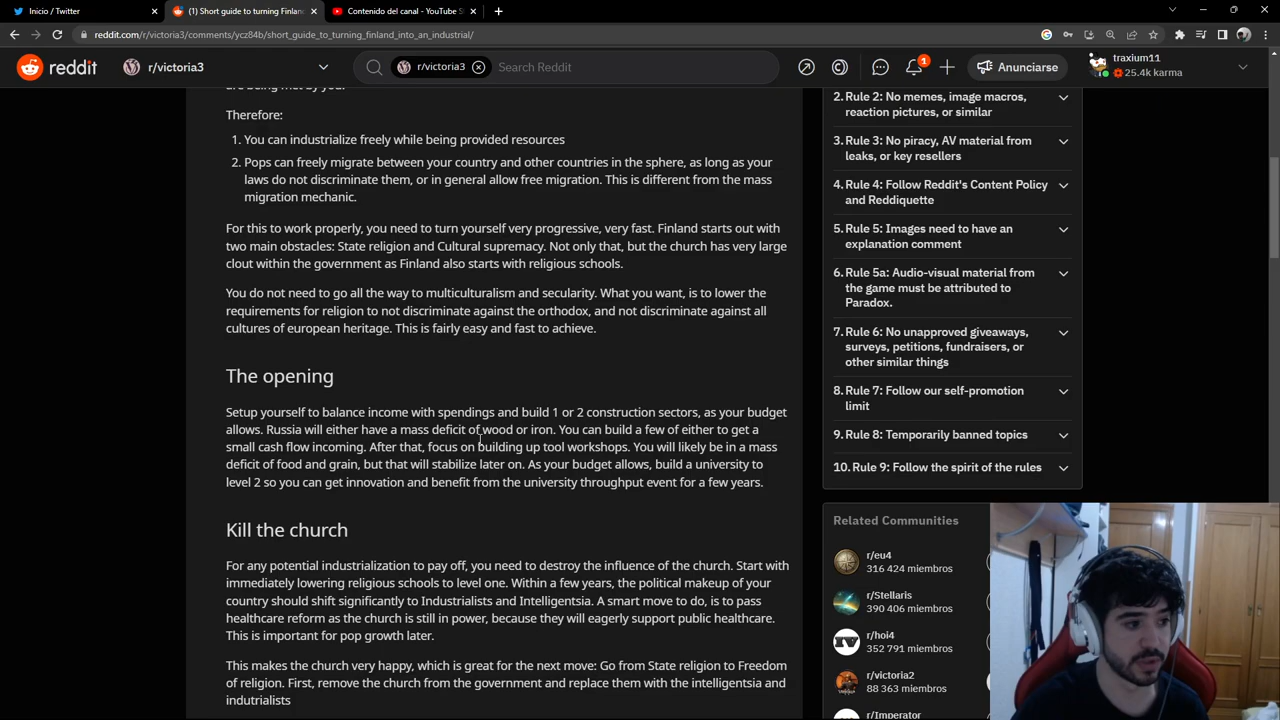 Inicio / Twitter
(1) Short guide to turning Finlan
Contenido del canal - YouTube S
reddit.com/r/victoria3/comments/ycz84b/short_guide_to_turning_finland_into_an_industrial/
reddit
r/victoria3
r/victoria3
Search Reddit
1
Anunciarse
traxium11
25.4k karma
are being met by you.
Therefore:
1. You can industrialize freely while being provided resources
2. Pops can freely migrate between your country and other countries in the sphere, as long as your
laws do not discriminate them, or in general allow free migration. This is different from the mass
migration mechanic.
For this to work properly, you need to turn yourself very progressive, very fast. Finland starts out with
two main obstacles: State religion and Cultural supremacy. Not only that, but the church has very large
clout within the government as Finland also starts with religious schools.
You do not need to go all the way to multiculturalism and secularity. What you want, is to lower the
requirements for religion to not discriminate against the orthodox, and not discriminate against all
cultures of european heritage. This is fairly easy and fast to achieve.
The opening
Setup yourself to balance income with spendings and build 1 or 2 construction sectors, as your budget
allows. Russia will either have a mass deficit of wood or iron. You can build a few of either to get a
small cash flow incoming. After that, focus on building up tool workshops. You will likely be in a mass
deficit of food and grain, but that will stabilize later on. As your budget allows, build a university to
level 2 so you can get innovation and benefit from the university throughput event for a few years.
Kill the church
For any potential industrialization to pay off, you need to destroy the influence of the church. Start with
immediately lowering religious schools to level one. Within a few years, the political makeup of your
country should shift significantly to Industrialists and Intelligentsia. A smart move to do, is to pass
healthcare reform as the church is still in power, because they will eagerly support public healthcare.
This is important for pop growth later.
This makes the church very happy, which is great for the next move: Go from State religion to Freedom
of religion. First, remove the church from the government and replace them with the intelligentsia and
indutrialists
2. Rule 2: No memes, image macros,
reaction pictures, or similar
3. Rule 3: No piracy, AV material from
leaks, or key resellers
4. Rule 4: Follow Reddit's Content Policy
and Reddiquette
5. Rule 5: Images need to have an
explanation comment
6. Rule 5a: Audio-visual material from
the game must be attributed to
Paradox.
7. Rule 6: No unapproved giveaways,
surveys, petitions, fundraisers, or
other similar things
8. Rule 7: Follow our self-promotion
limit
9. Rule 8: Temporarily banned topics
10. Rule 9: Follow the spirit of the rules
Related Communities
r/eu4
316 424 miembros
r/Stellaris
390 406 miembros
r/hoi4
352 791 miembros
r/victoria2
88 363 miembros
r/Imperator